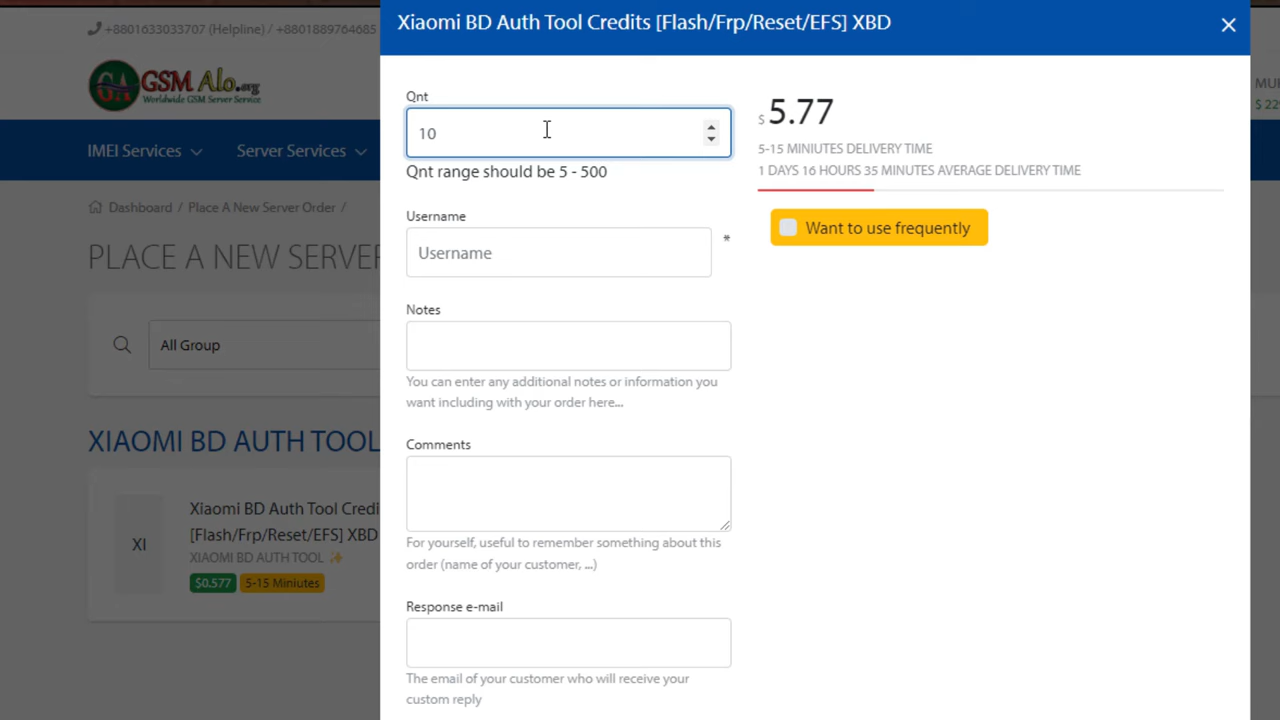 Xiaomi BD Auth Tool Credits [Flash/Frp/Reset/EFS] XBD
+8801633033707 (Helpline) / +8801889764685
GSM Alo.org
Worldwide GSM Server Service
IMEI Services
Server Services
Dashboard / Place A New Server Order /
PLACE A NEW SERVER
All Group
XIAOMI BD AUTH TOOL
XI
Xiaomi BD Auth Tool Credi
[Flash/Frp/Reset/EFS] XBD
XIAOMI BD AUTH TOOL
$0.577
5-15 Miniutes
Qnt
10
Qnt range should be 5 - 500
Username
Username
*
Notes
You can enter any additional notes or information you
want including with your order here...
Comments
For yourself, useful to remember something about this
order (name of your customer, ...)
Response e-mail
The email of your customer who will receive your
custom reply
$ 5.77
5-15 MINIUTES DELIVERY TIME
1 DAYS 16 HOURS 35 MINUTES AVERAGE DELIVERY TIME
Want to use frequently
MU
$ 22